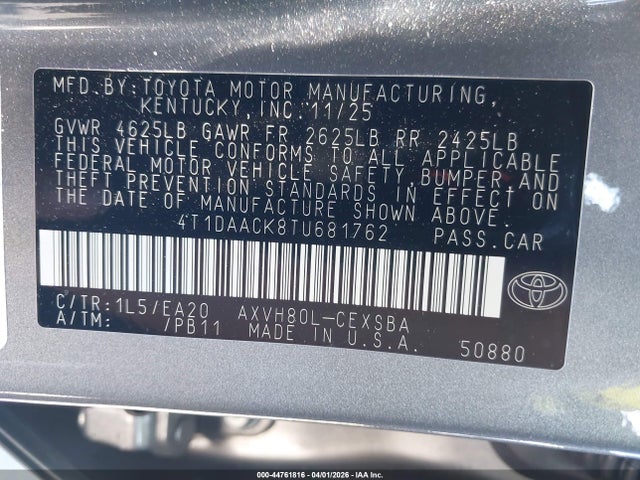 MFD.BY:TOYOTA MOTOR MANUFACTURING,
KENTUCKY,INC.11/25
GVWR 4625LB GAWR FR 2625LB RR 2425LB
THIS VEHICLE CONFORMS TO ALL APPLICABLE
FEDERAL MOTOR VEHICLE SAFETY,BUMPER,AND
THEFT PREVENTION STANDARDS IN EFFECT ON
THE DATE OF MANUFACTURE SHOWN ABOVE.
4T1DAACK8TU681762 PASS.CAR
C/TR:1L5/EA20 AXVH80L-CEXSBA
A/TM: /PB11 MADE IN U.S.A. 50880
000-44761816 - 04/01/2026 - IAA Inc.